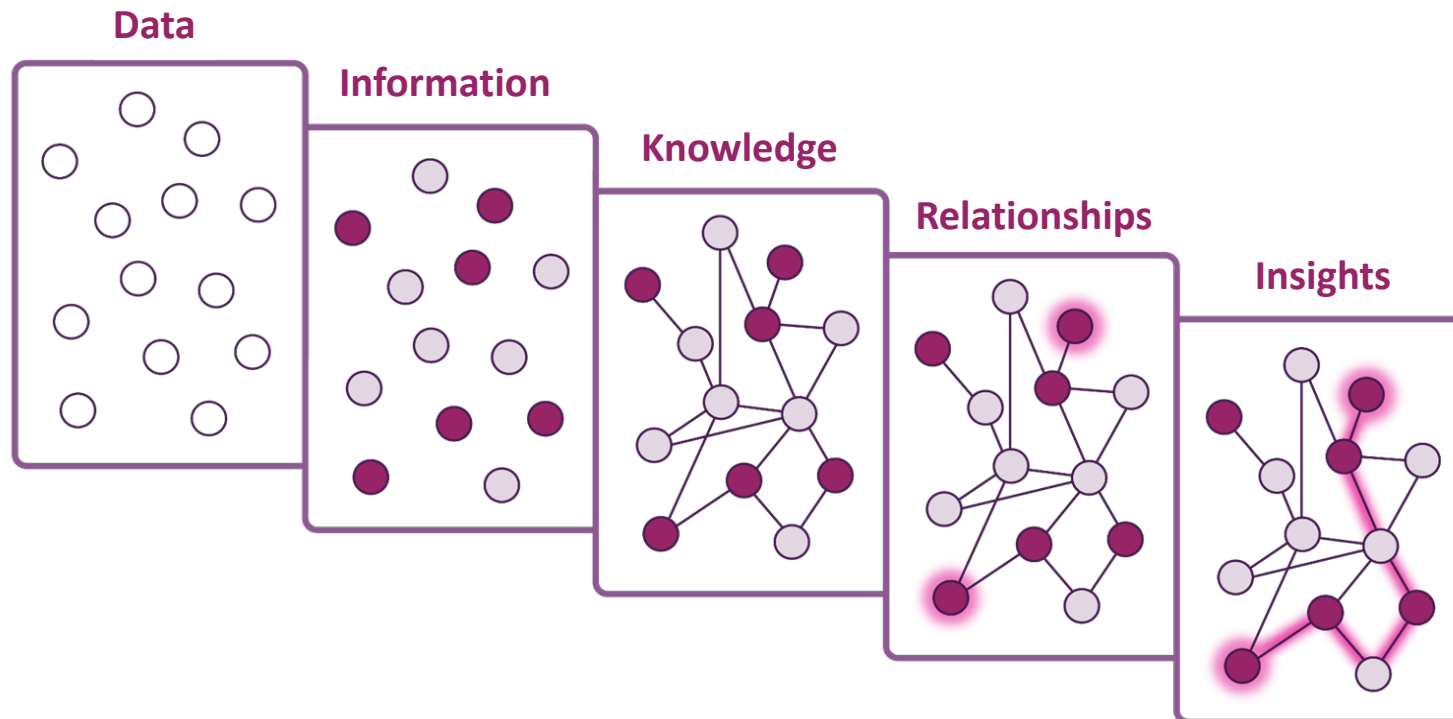 Data
Information
Knowledge
Relationships
Insights